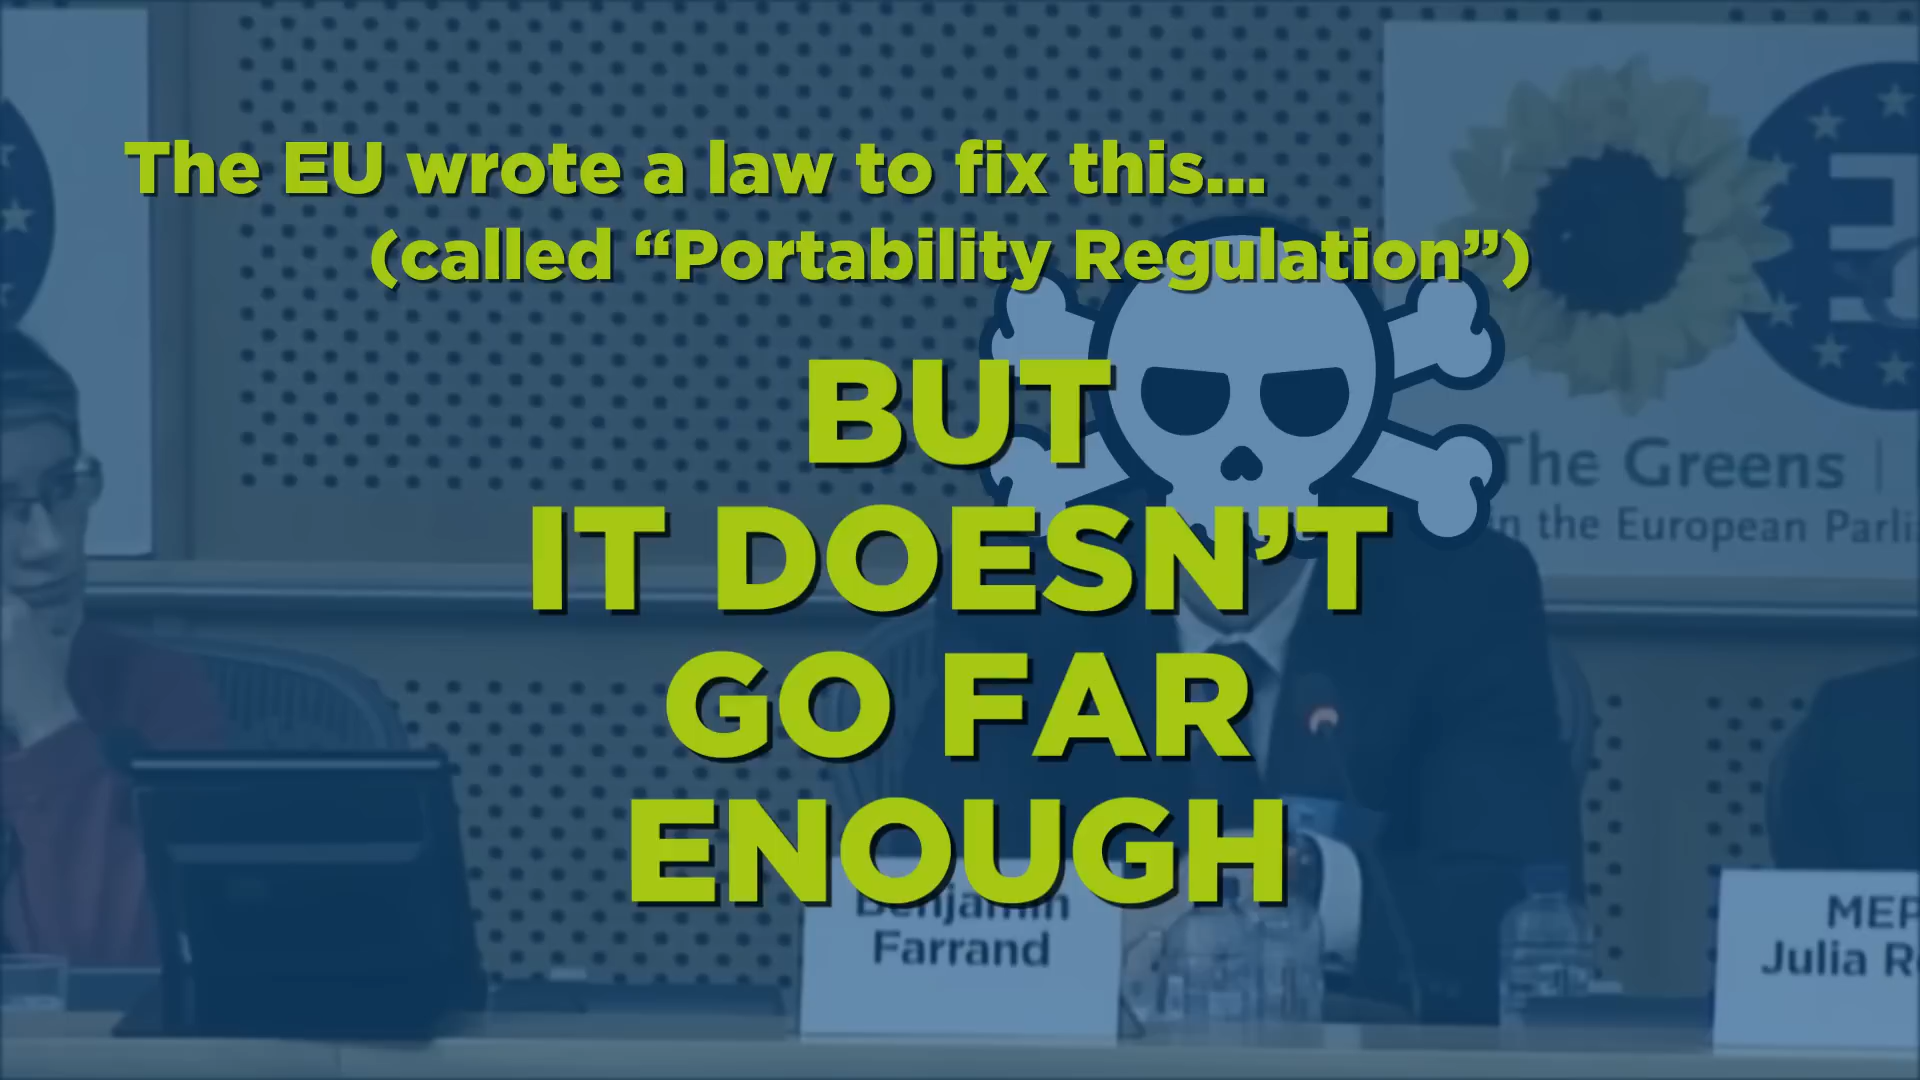 The EU wrote a law to fix this...
(called “Portability Regulation”)
BUT
IT DOESN’T
GO FAR
ENOUGH
The Greens |
in the European
Benjamin
Farrand
MEP
Julia